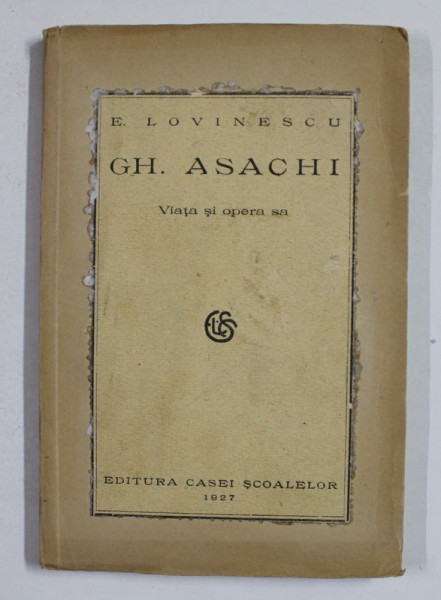 E. LOVINESCU
GH. ASACHI
Viața și opera sa
EDITURA CASEI ȘCOALELOR
1927